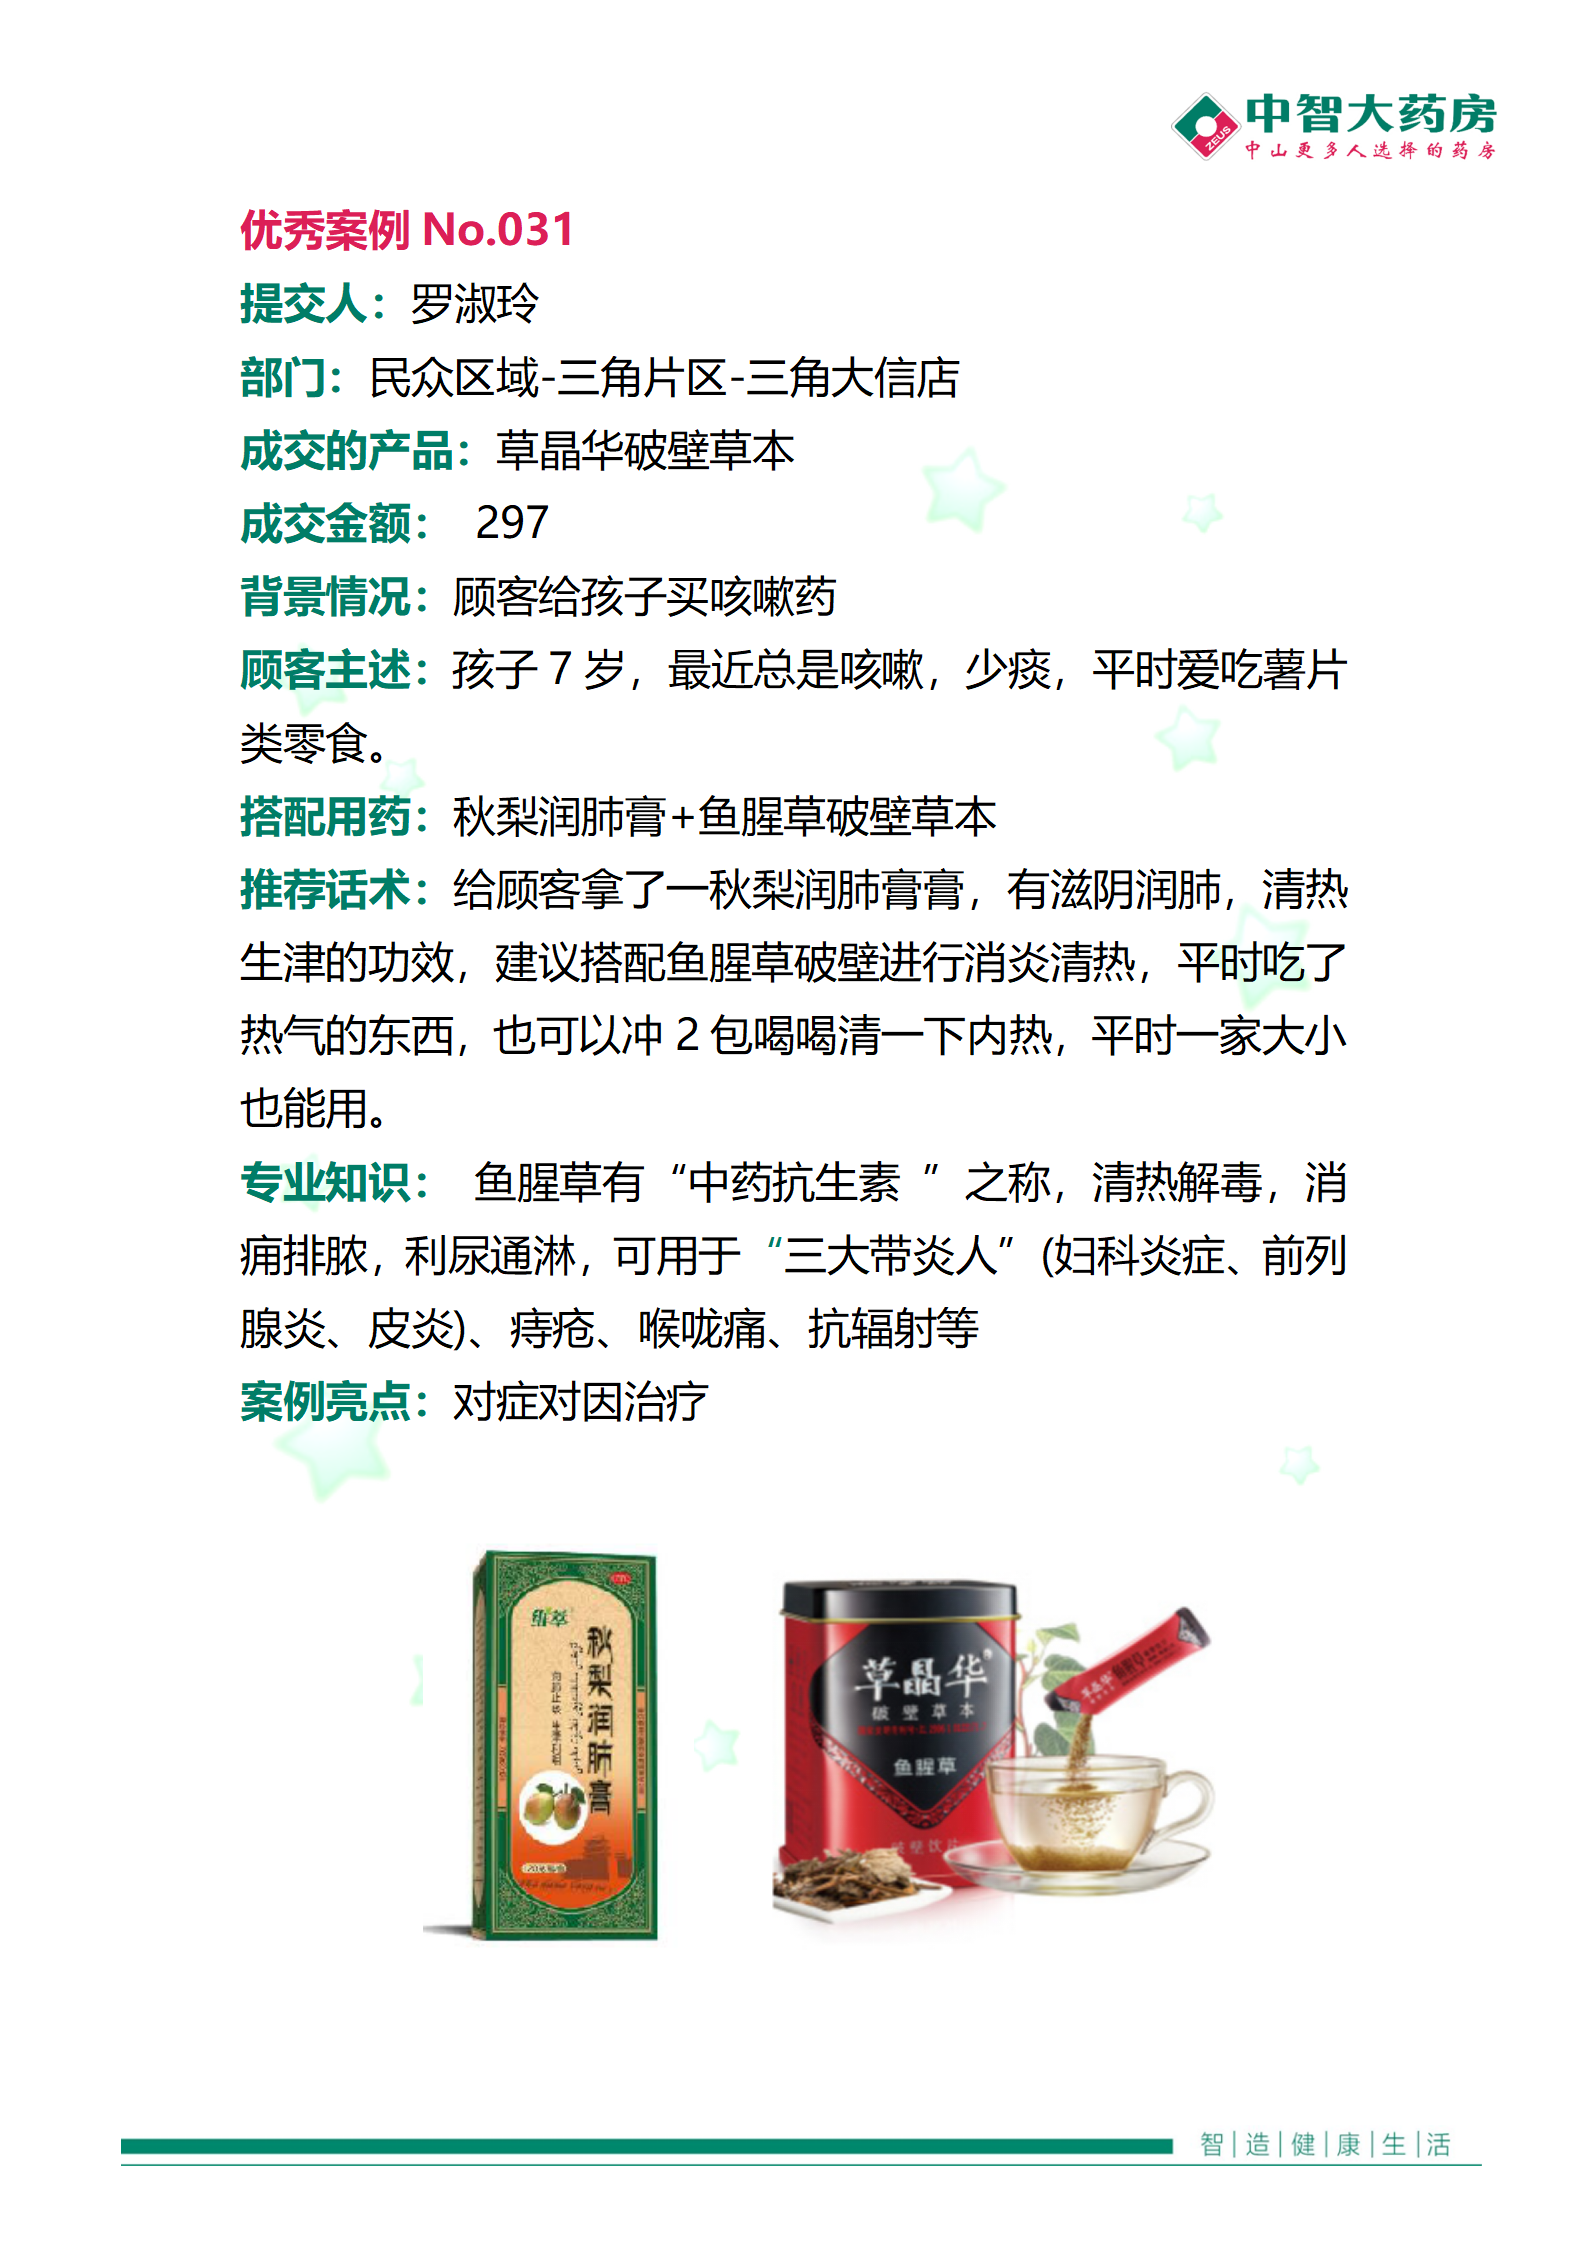 中智大药房
ZEUS
中山更多人选择的药房
优秀案例 No.031
提交人：罗淑玲
部门：民众区域-三角片区-三角大信店
成交的产品：草晶华破壁草本
成交金额： 297
背景情况：顾客给孩子买咳嗽药
顾客主述：孩子 7 岁，最近总是咳嗽，少痰，平时爱吃薯片
类零食。
搭配用药：秋梨润肺膏+鱼腥草破壁草本
推荐话术：给顾客拿了一秋梨润肺膏膏，有滋阴润肺，清热
生津的功效，建议搭配鱼腥草破壁进行消炎清热，平时吃了
热气的东西，也可以冲 2 包喝喝清一下内热，平时一家大小
也能用。
专业知识： 鱼腥草有“中药抗生素 ”之称，清热解毒，消
痈排脓，利尿通淋，可用于“三大带炎人”(妇科炎症、前列
腺炎、皮炎)、痔疮、喉咙痛、抗辐射等
案例亮点：对症对因治疗
秋梨润肺膏
草晶华
破壁草本
鱼腥草
破壁饮片
智|造|健|康|生|活